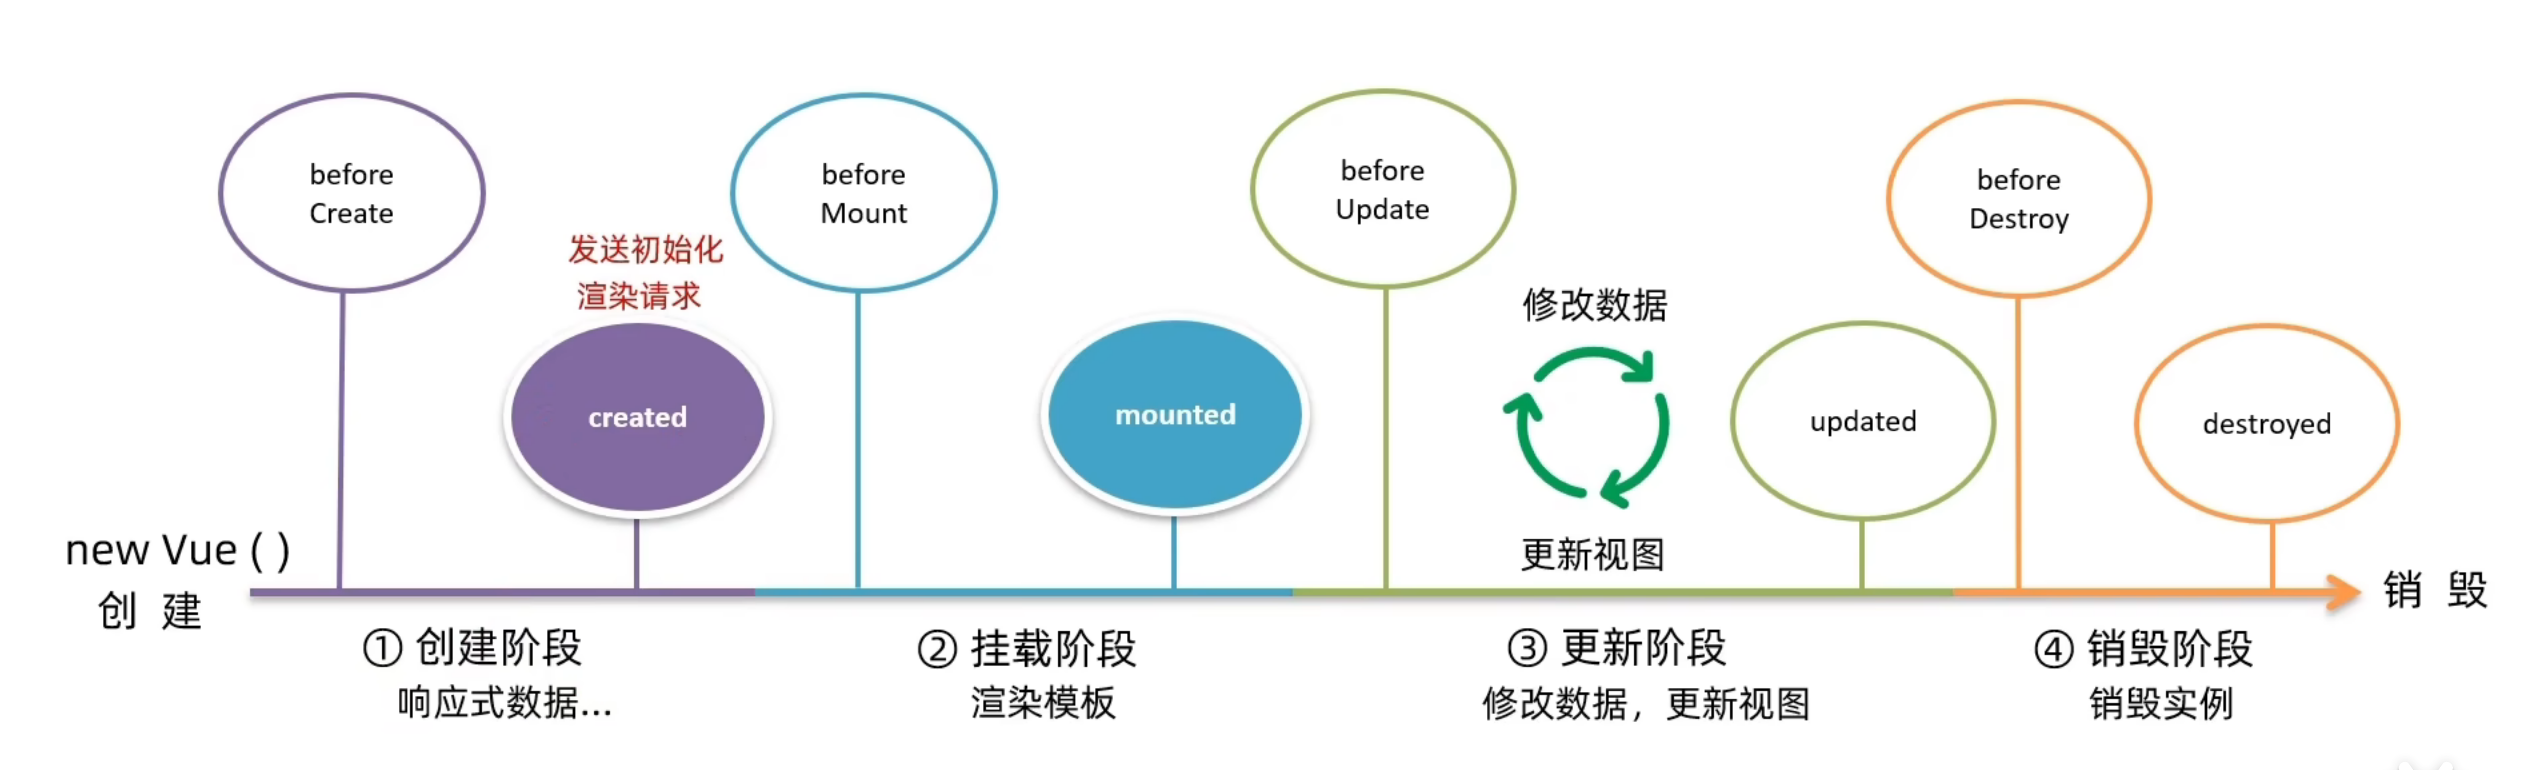 before
Create
发送初始化
渲染请求
created
before
Mount
mounted
before
Update
修改数据
更新视图
updated
before
Destroy
destroyed
new Vue ( )
创 建
销 毁
① 创建阶段
响应式数据...
② 挂载阶段
渲染模板
③ 更新阶段
修改数据，更新视图
④ 销毁阶段
销毁实例